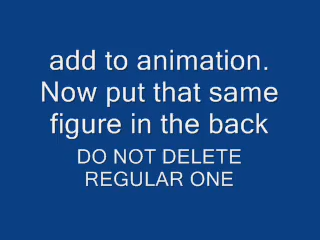 add to animation.
Now put that same
figure in the back
DO NOT DELETE
REGULAR ONE